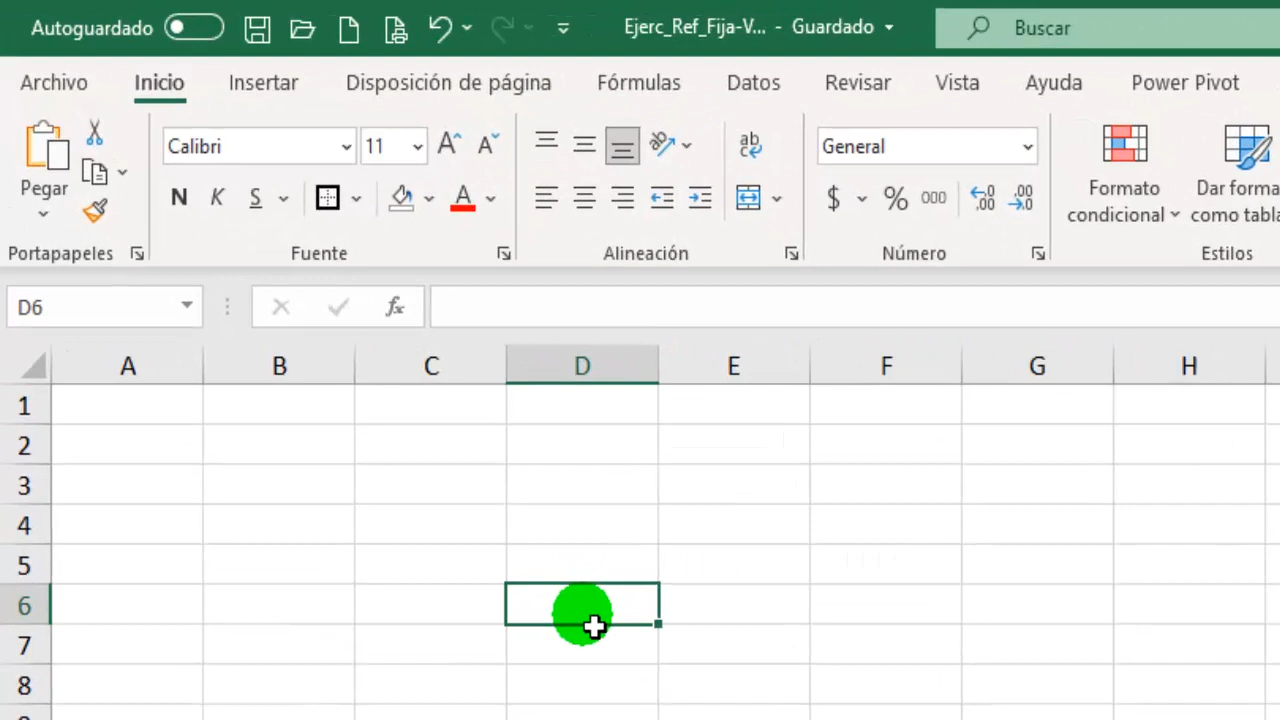 Autoguardado
Ejerc_Ref_Fija-V... - Guardado
Buscar
Archivo Inicio Insertar Disposición de página Fórmulas Datos Revisar Vista Ayuda Power Pivot
Calibri 11 General
Pegar
N K S $ % 000
Formato condicional
Dar forma como tabla
Portapapeles Fuente Alineación Número Estilos
D6 fx
A B C D E F G H
1
2
3
4
5
6
7
8